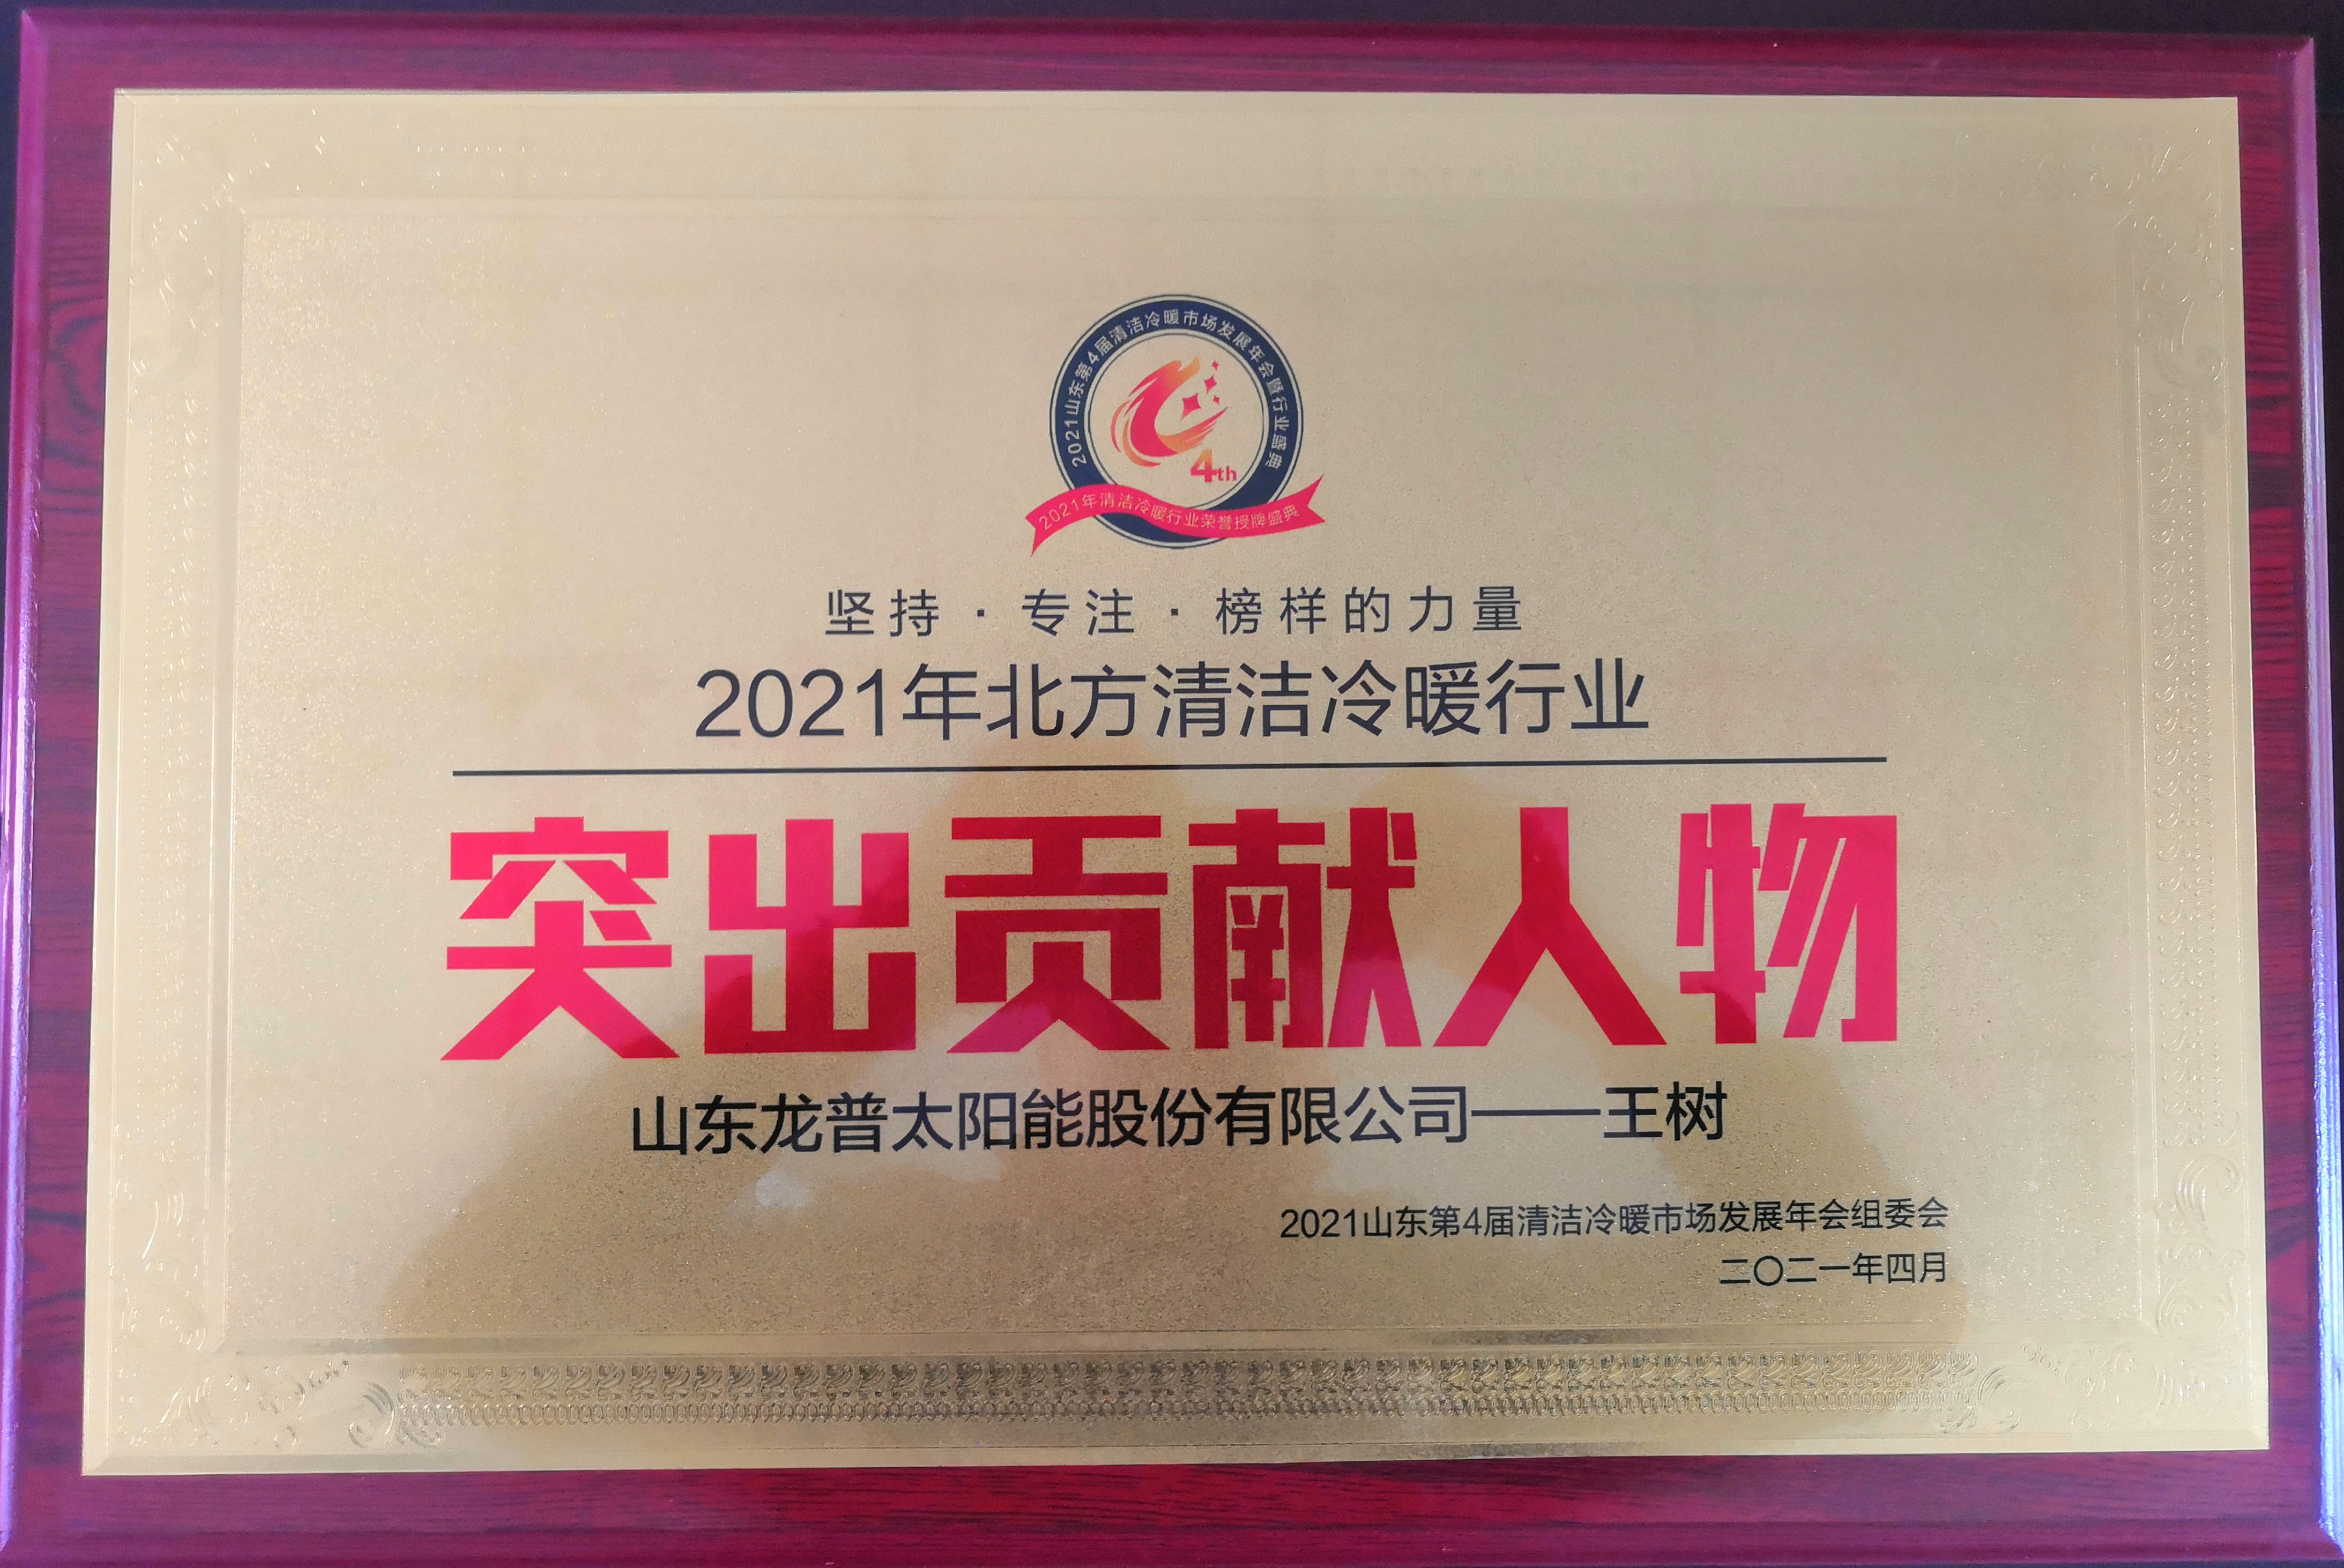 2021山东第4届清洁冷暖市场发展年会暨行业盛典
4th
2021年清洁冷暖行业荣誉授牌盛典
坚持·专注·榜样的力量
2021年北方清洁冷暖行业
突出贡献人物
山东龙普太阳能股份有限公司——王树
2021山东第4届清洁冷暖市场发展年会组委会
二〇二一年四月